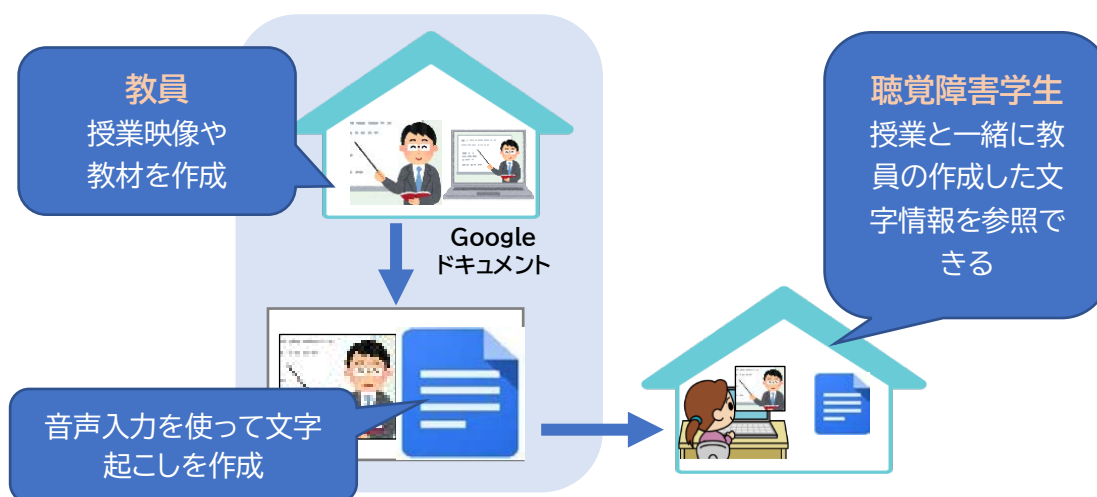 教員
授業映像や
教材を作成
Google
ドキュメント
音声入力を使って文字
起こしを作成
聴覚障害学生
授業と一緒に教
員の作成した文
字情報を参照で
きる